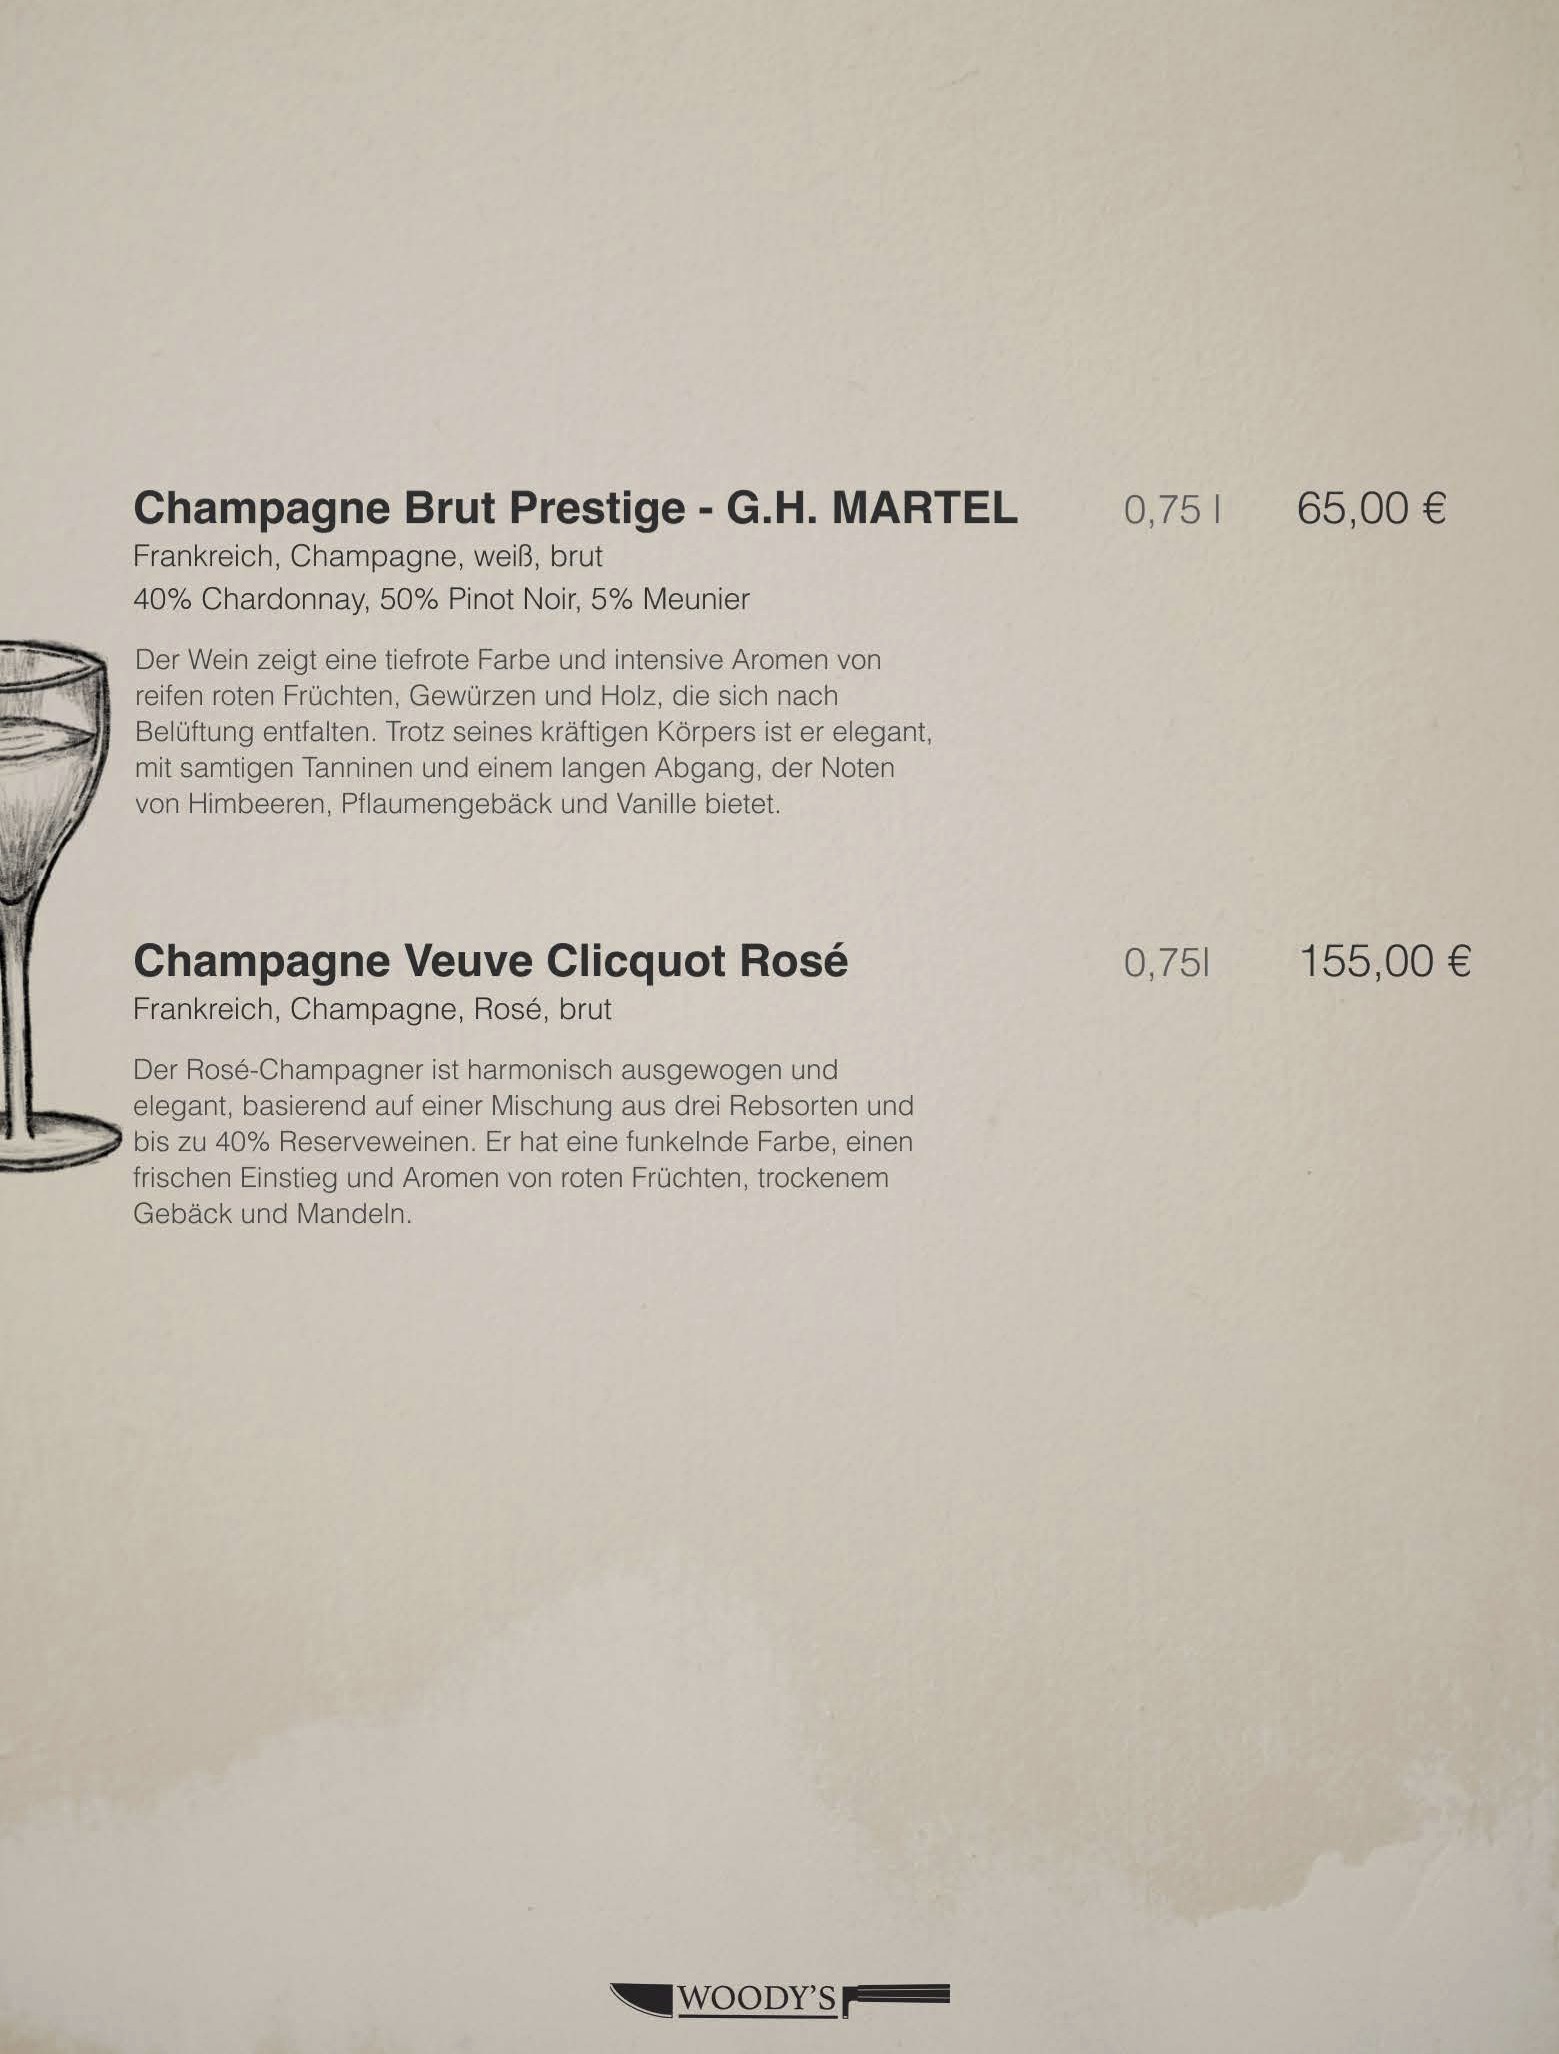 Champagne Brut Prestige - G.H. MARTEL 0,75 l 65,00 €
Frankreich, Champagne, weiß, brut
40% Chardonnay, 50% Pinot Noir, 5% Meunier
Der Wein zeigt eine tiefrote Farbe und intensive Aromen von
reifen roten Früchten, Gewürzen und Holz, die sich nach
Belüftung entfalten. Trotz seines kräftigen Körpers ist er elegant,
mit samtigen Tanninen und einem langen Abgang, der Noten
von Himbeeren, Pflaumengebäck und Vanille bietet.
Champagne Veuve Clicquot Rosé 0,75l 155,00 €
Frankreich, Champagne, Rosé, brut
Der Rosé-Champagner ist harmonisch ausgewogen und
elegant, basierend auf einer Mischung aus drei Rebsorten und
bis zu 40% Reserveweinen. Er hat eine funkelnde Farbe, einen
frischen Einstieg und Aromen von roten Früchten, trockenem
Gebäck und Mandeln.
WOODY'S